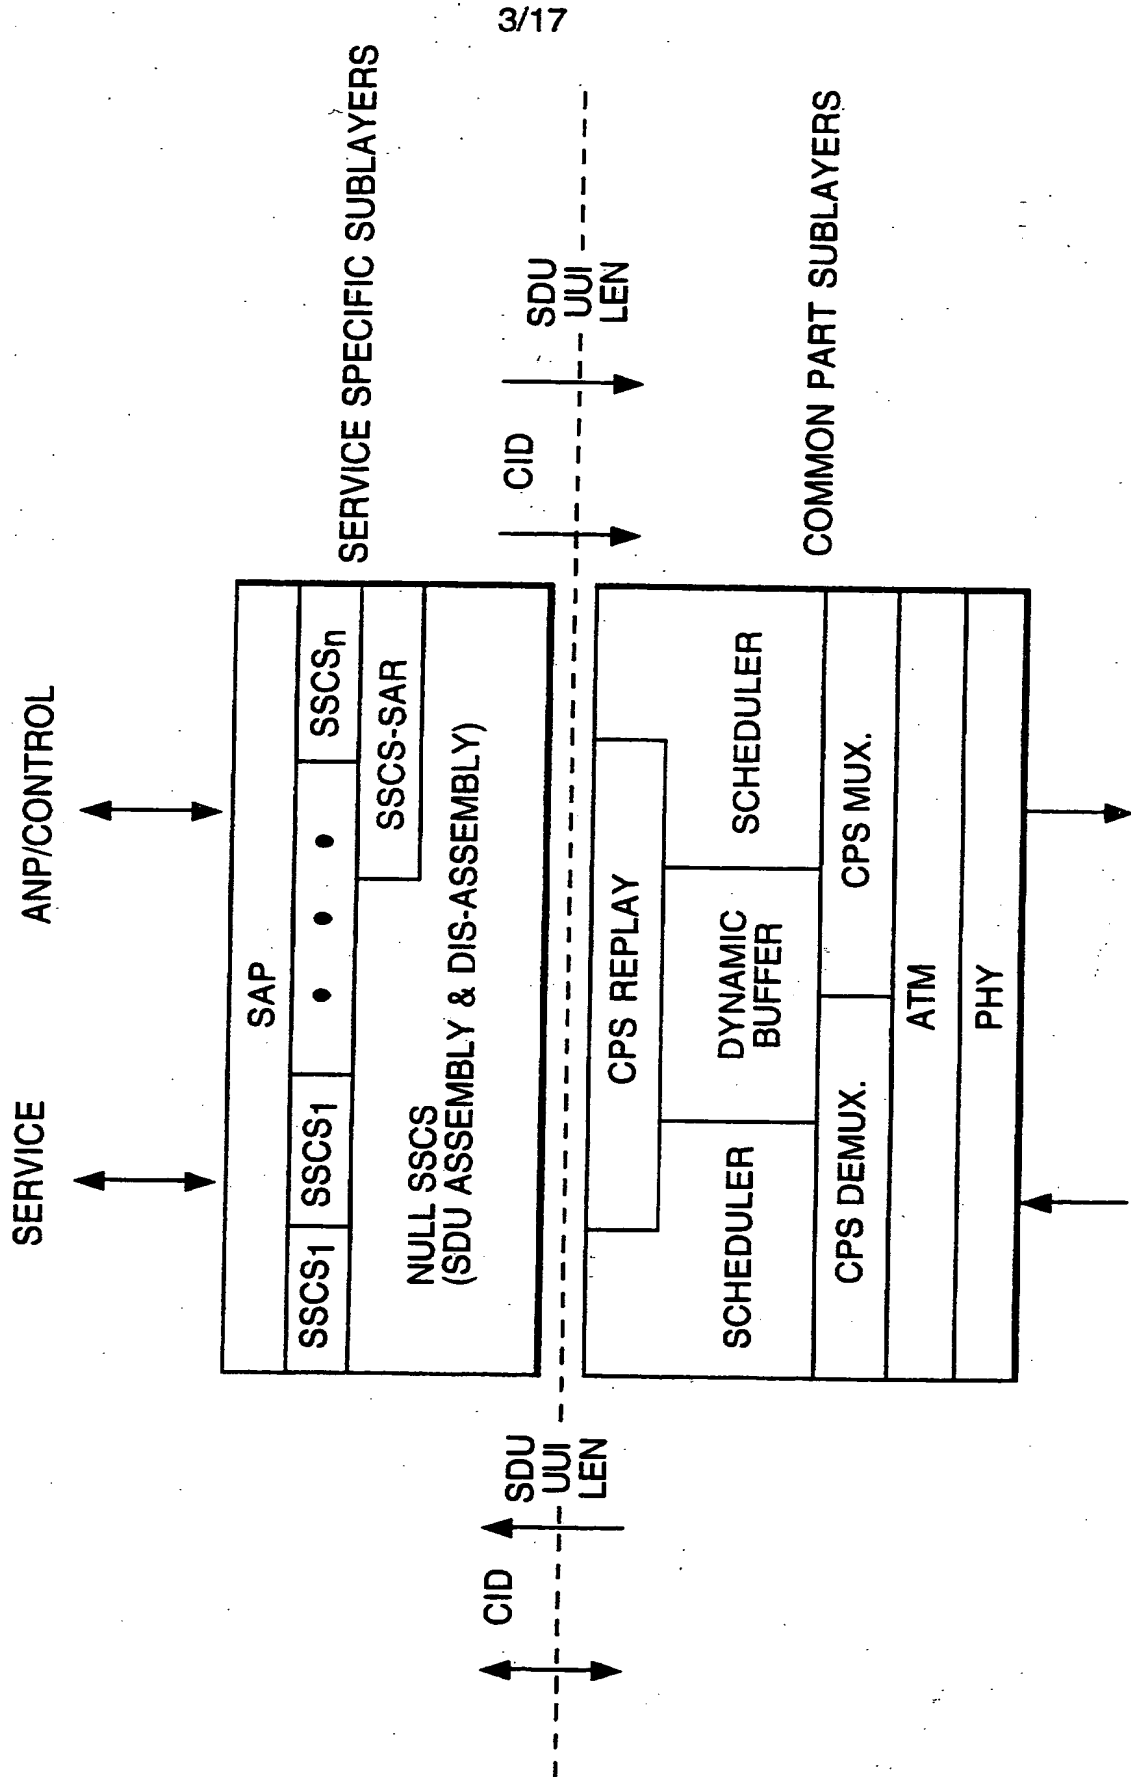 3/17
SERVICE
ANP/CONTROL
SAP
SSCS1
SSCS1
SSCSn
SSCS-SAR
NULL SSCS
(SDU ASSEMBLY & DIS-ASSEMBLY)
SERVICE SPECIFIC SUBLAYERS
CID
SDU
UUI
LEN
CID
SDU
UUI
LEN
CPS REPLAY
SCHEDULER
DYNAMIC
BUFFER
SCHEDULER
CPS DEMUX.
CPS MUX.
ATM
PHY
COMMON PART SUBLAYERS